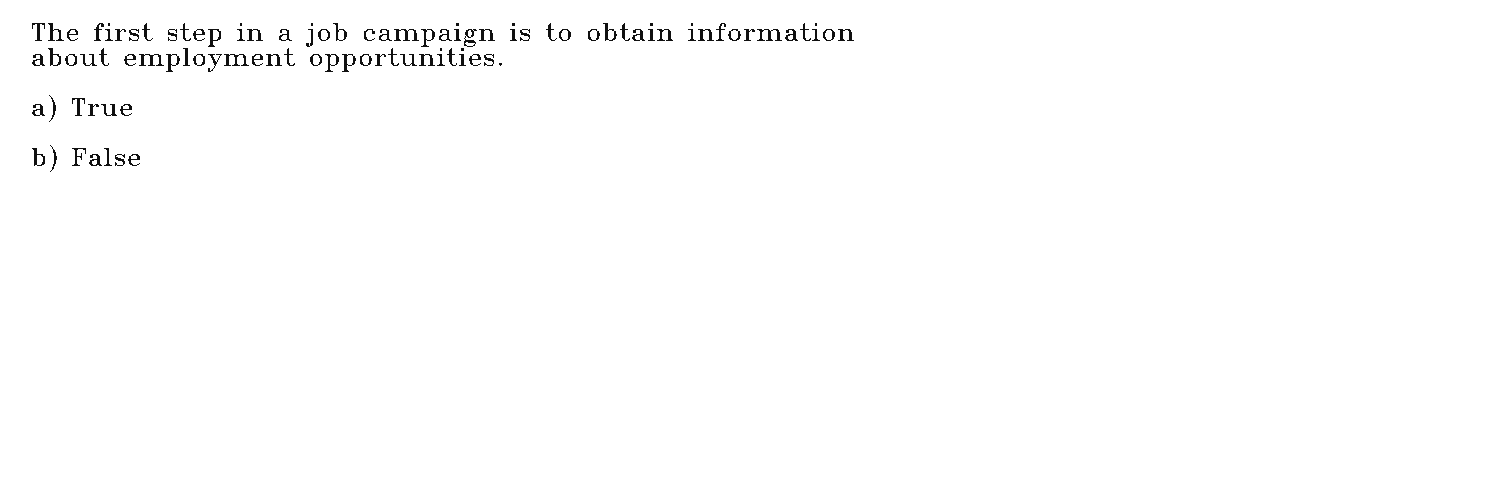 The first step in a job campaign is to obtain information
about employment opportunities.
a) True
b) False